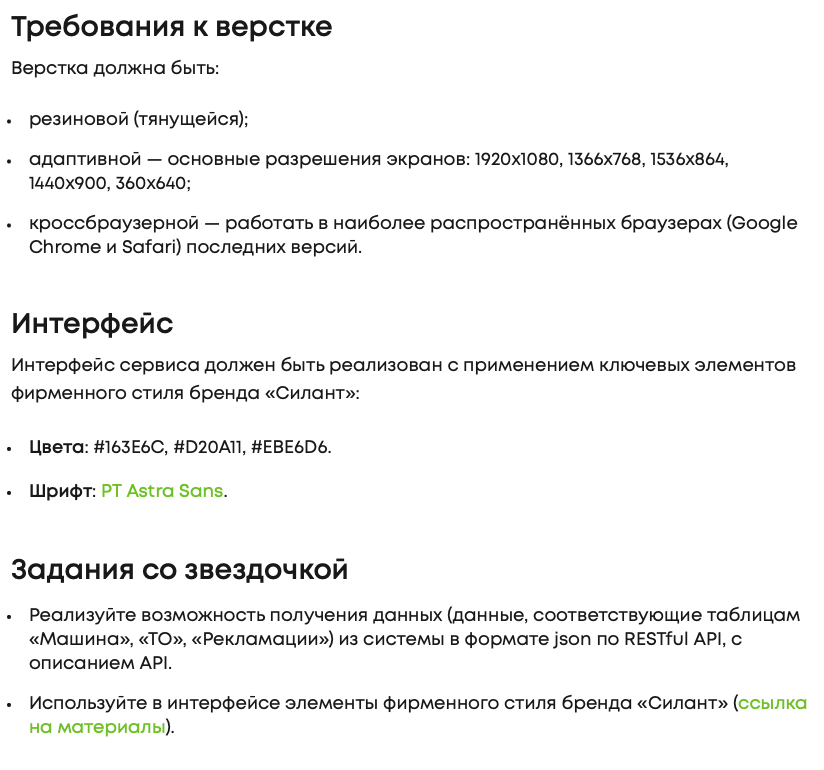 Требования к верстке
Верстка должна быть:
• резиновой (тянущейся);
• адаптивной — основные разрешения экранов: 1920x1080, 1366x768, 1536x864,
1440x900, 360x640;
• кроссбраузерной — работать в наиболее распространённых браузерах (Google
Chrome и Safari) последних версий.
Интерфейс
Интерфейс сервиса должен быть реализован с применением ключевых элементов
фирменного стиля бренда «Силант»:
• Цвета: #163E6C, #D20A11, #EBE6D6.
• Шрифт: PT Astra Sans.
Задания со звездочкой
• Реализуйте возможность получения данных (данные, соответствующие таблицам
«Машина», «ТО», «Рекламации») из системы в формате json по RESTful API, с
описанием API.
• Используйте в интерфейсе элементы фирменного стиля бренда «Силант» (ссылка
на материалы).